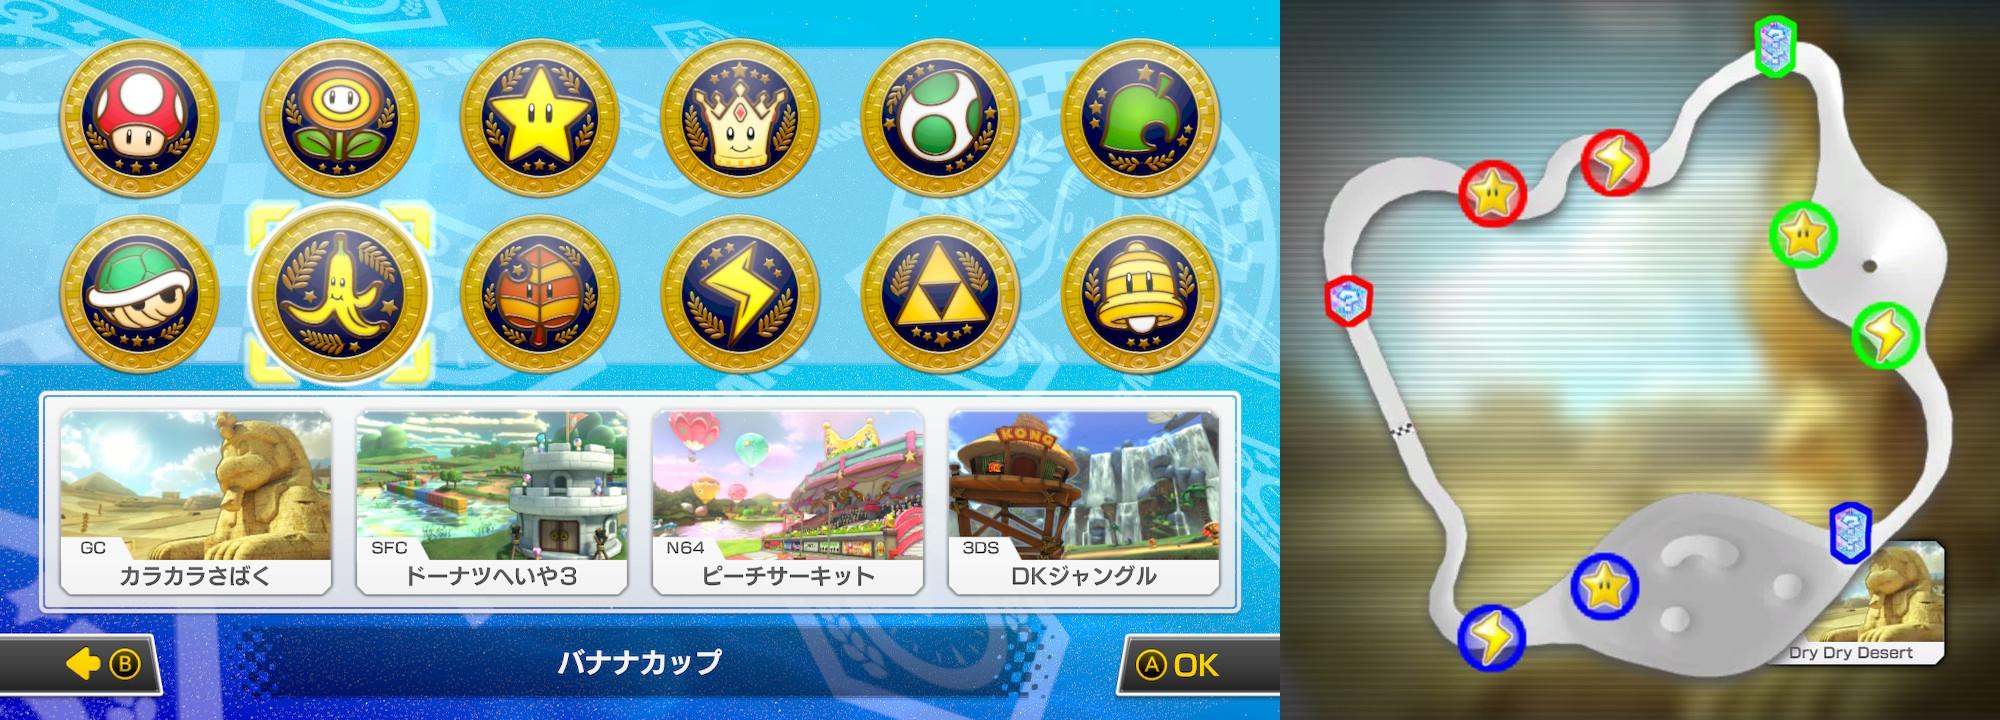 GC
カラカラさばく
SFC
ドーナツへいや3
N64
ピーチサーキット
KONG
3DS
DKジャングル
B
バナナカップ
A OK
Dry Dry Desert